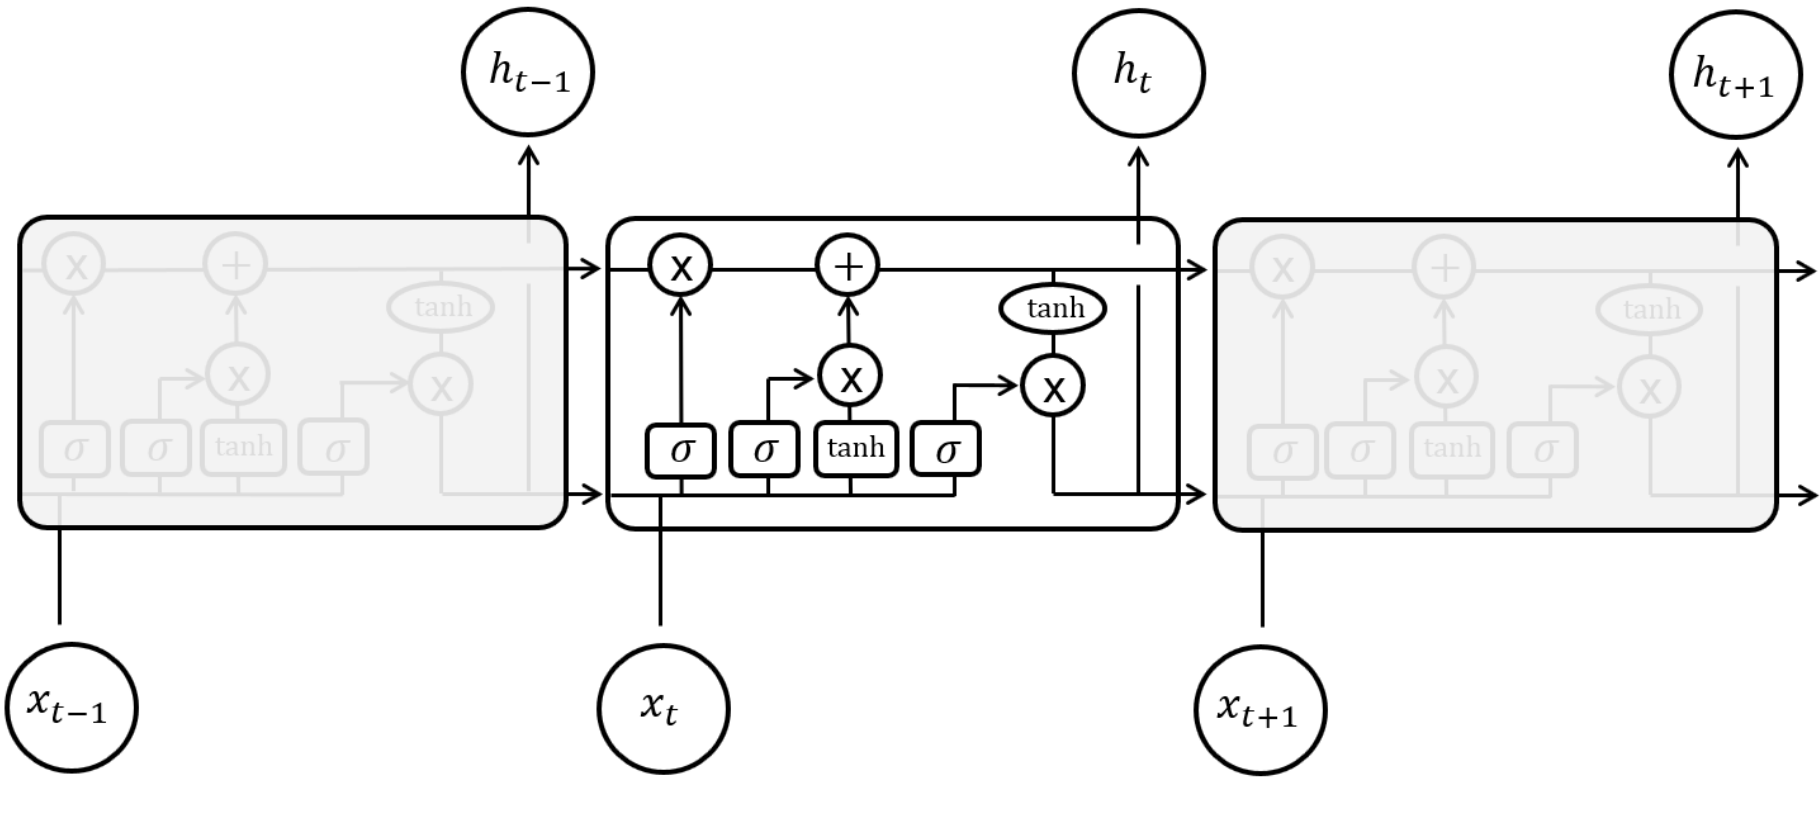 h_{t-1} h_t h_{t+1}
x + x + x +
tanh tanh tanh
x x x x x x
σ σ tanh σ σ σ tanh σ σ σ tanh σ
x_{t-1} x_t x_{t+1}